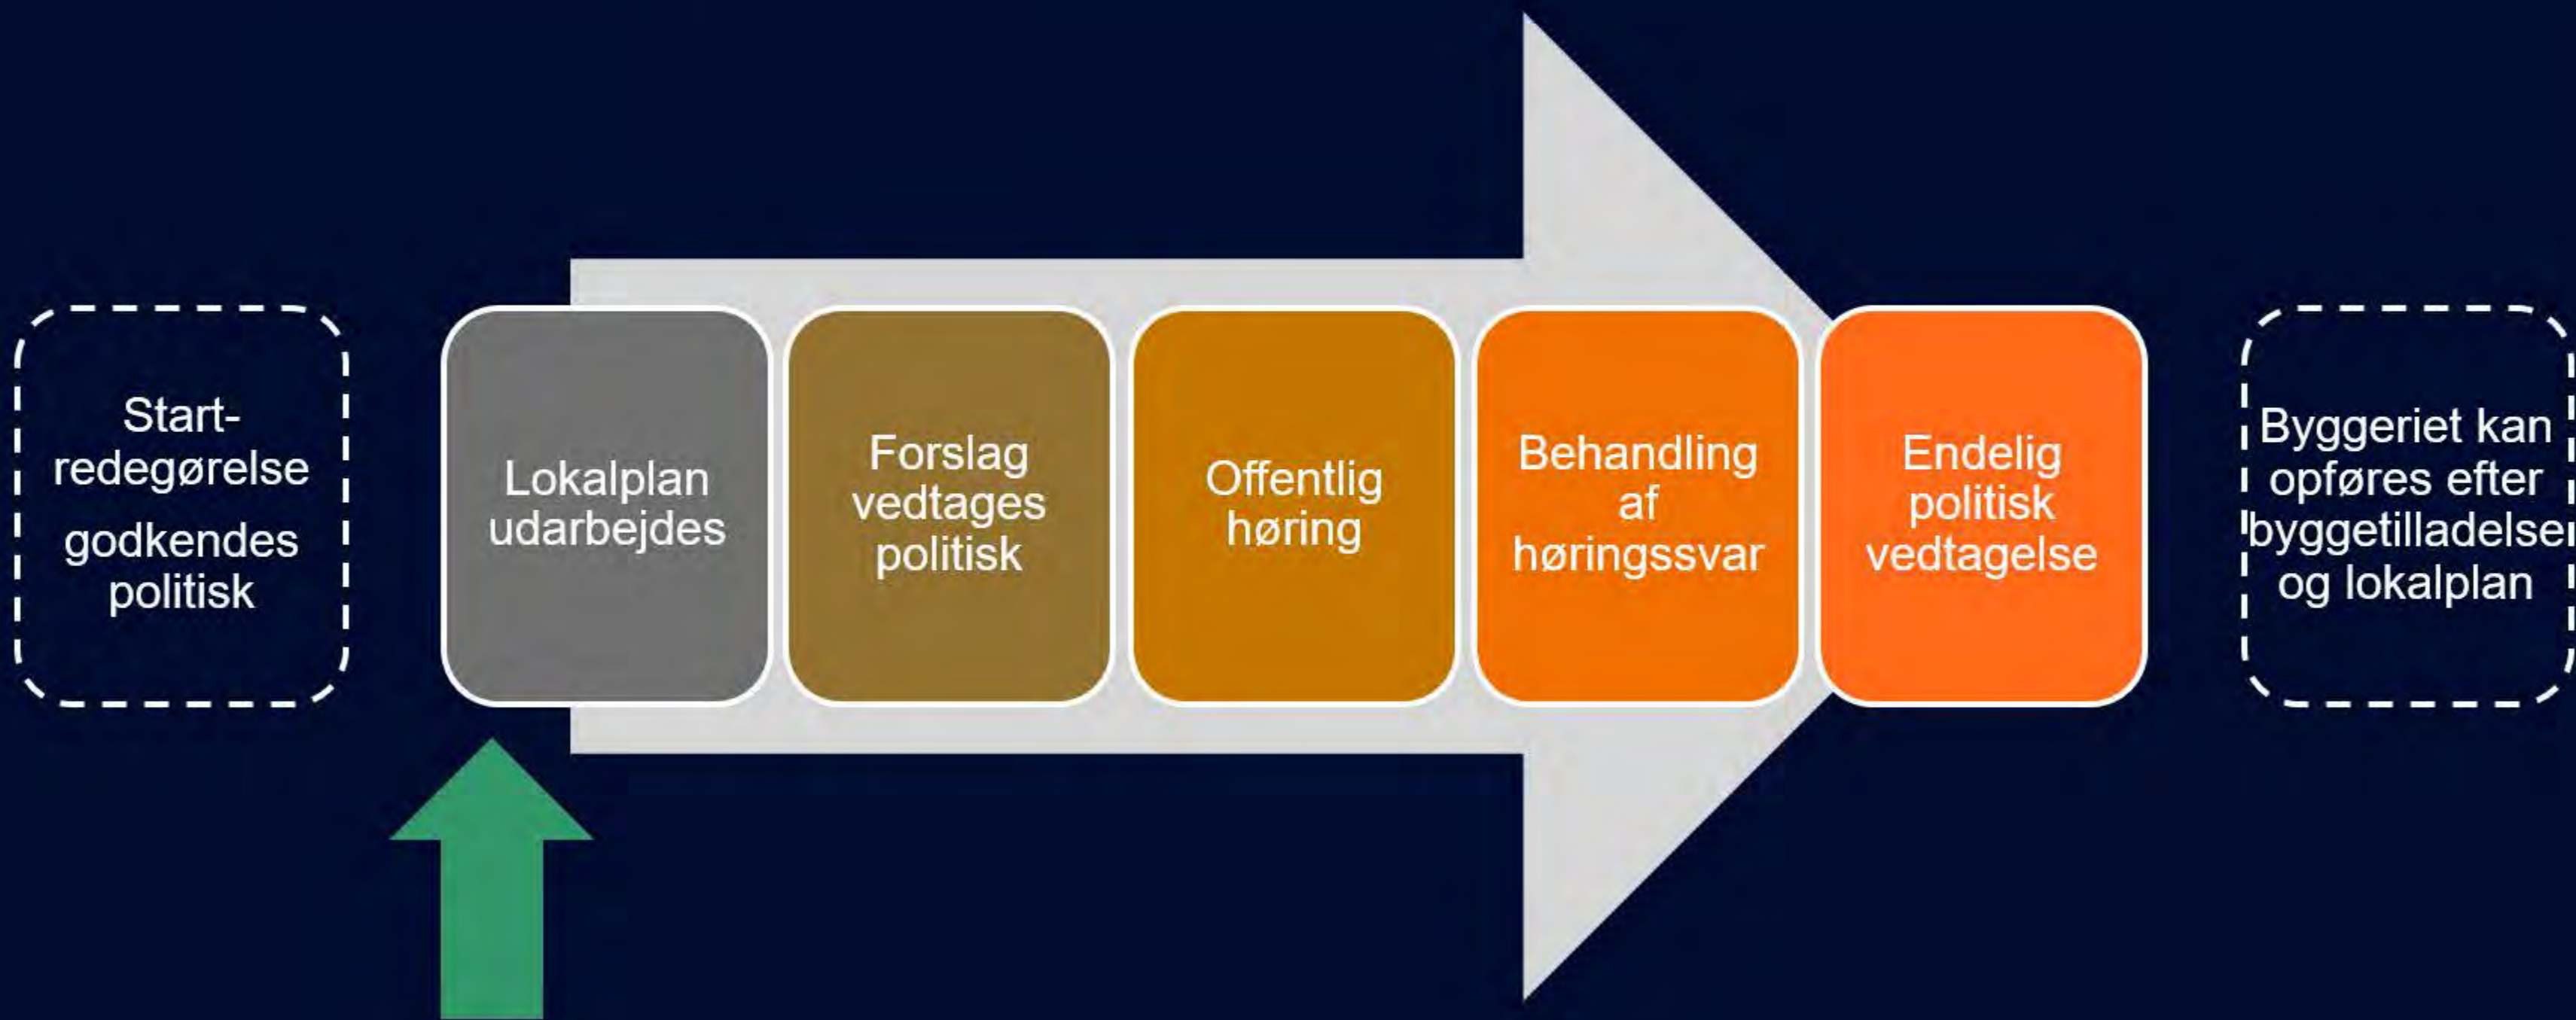 Start-
redegørelse
godkendes
politisk
Lokalplan
udarbejdes
Forslag
vedtages
politisk
Offentlig
høring
Behandling
af
høringssvar
Endelig
politisk
vedtagelse
Byggeriet kan
opføres efter
byggetilladelse
og lokalplan